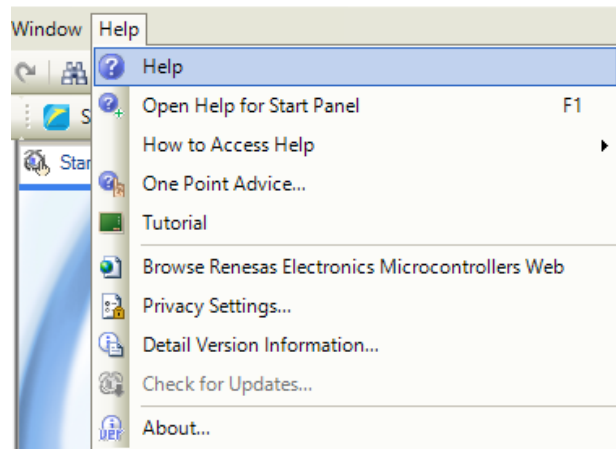 Window Help
Help
Open Help for Start Panel F1
How to Access Help
One Point Advice...
Tutorial
Browse Renesas Electronics Microcontrollers Web
Privacy Settings...
Detail Version Information...
Check for Updates...
About...